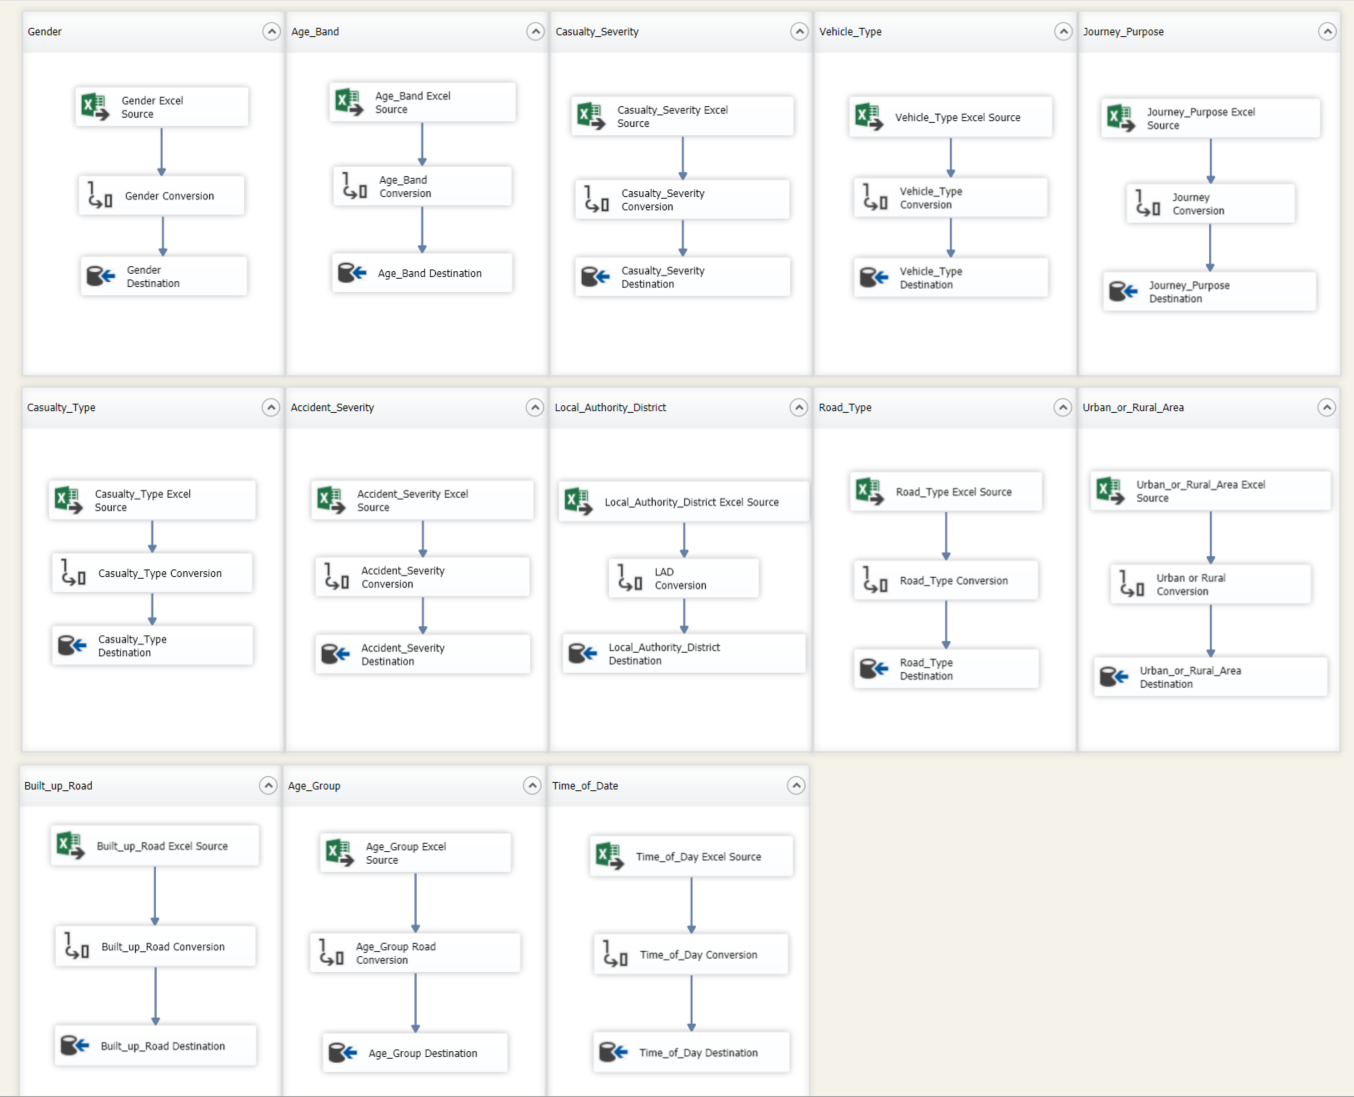 Gender
Gender Excel
Source
Gender Conversion
Gender
Destination
Age_Band
Age_Band Excel
Source
Age_Band
Conversion
Age_Band Destination
Casualty_Severity
Casualty_Severity Excel
Source
Casualty_Severity
Conversion
Casualty_Severity
Destination
Vehicle_Type
Vehicle_Type Excel Source
Vehicle_Type
Conversion
Vehicle_Type
Destination
Journey_Purpose
Journey_Purpose Excel
Source
Journey
Conversion
Journey_Purpose
Destination
Casualty_Type
Casualty_Type Excel
Source
Casualty_Type Conversion
Casualty_Type
Destination
Accident_Severity
Accident_Severity Excel
Source
Accident_Severity
Conversion
Accident_Severity
Destination
Local_Authority_District
Local_Authority_District Excel Source
LAD
Conversion
Local_Authority_District
Destination
Road_Type
Road_Type Excel Source
Road_Type Conversion
Road_Type
Destination
Urban_or_Rural_Area
Urban_or_Rural_Area Excel
Source
Urban or Rural
Conversion
Urban_or_Rural_Area
Destination
Built_up_Road
Built_up_Road Excel Source
Built_up_Road Conversion
Built_up_Road Destination
Age_Group
Age_Group Excel
Source
Age_Group Road
Conversion
Age_Group Destination
Time_of_Date
Time_of_Day Excel Source
Time_of_Day Conversion
Time_of_Day Destination